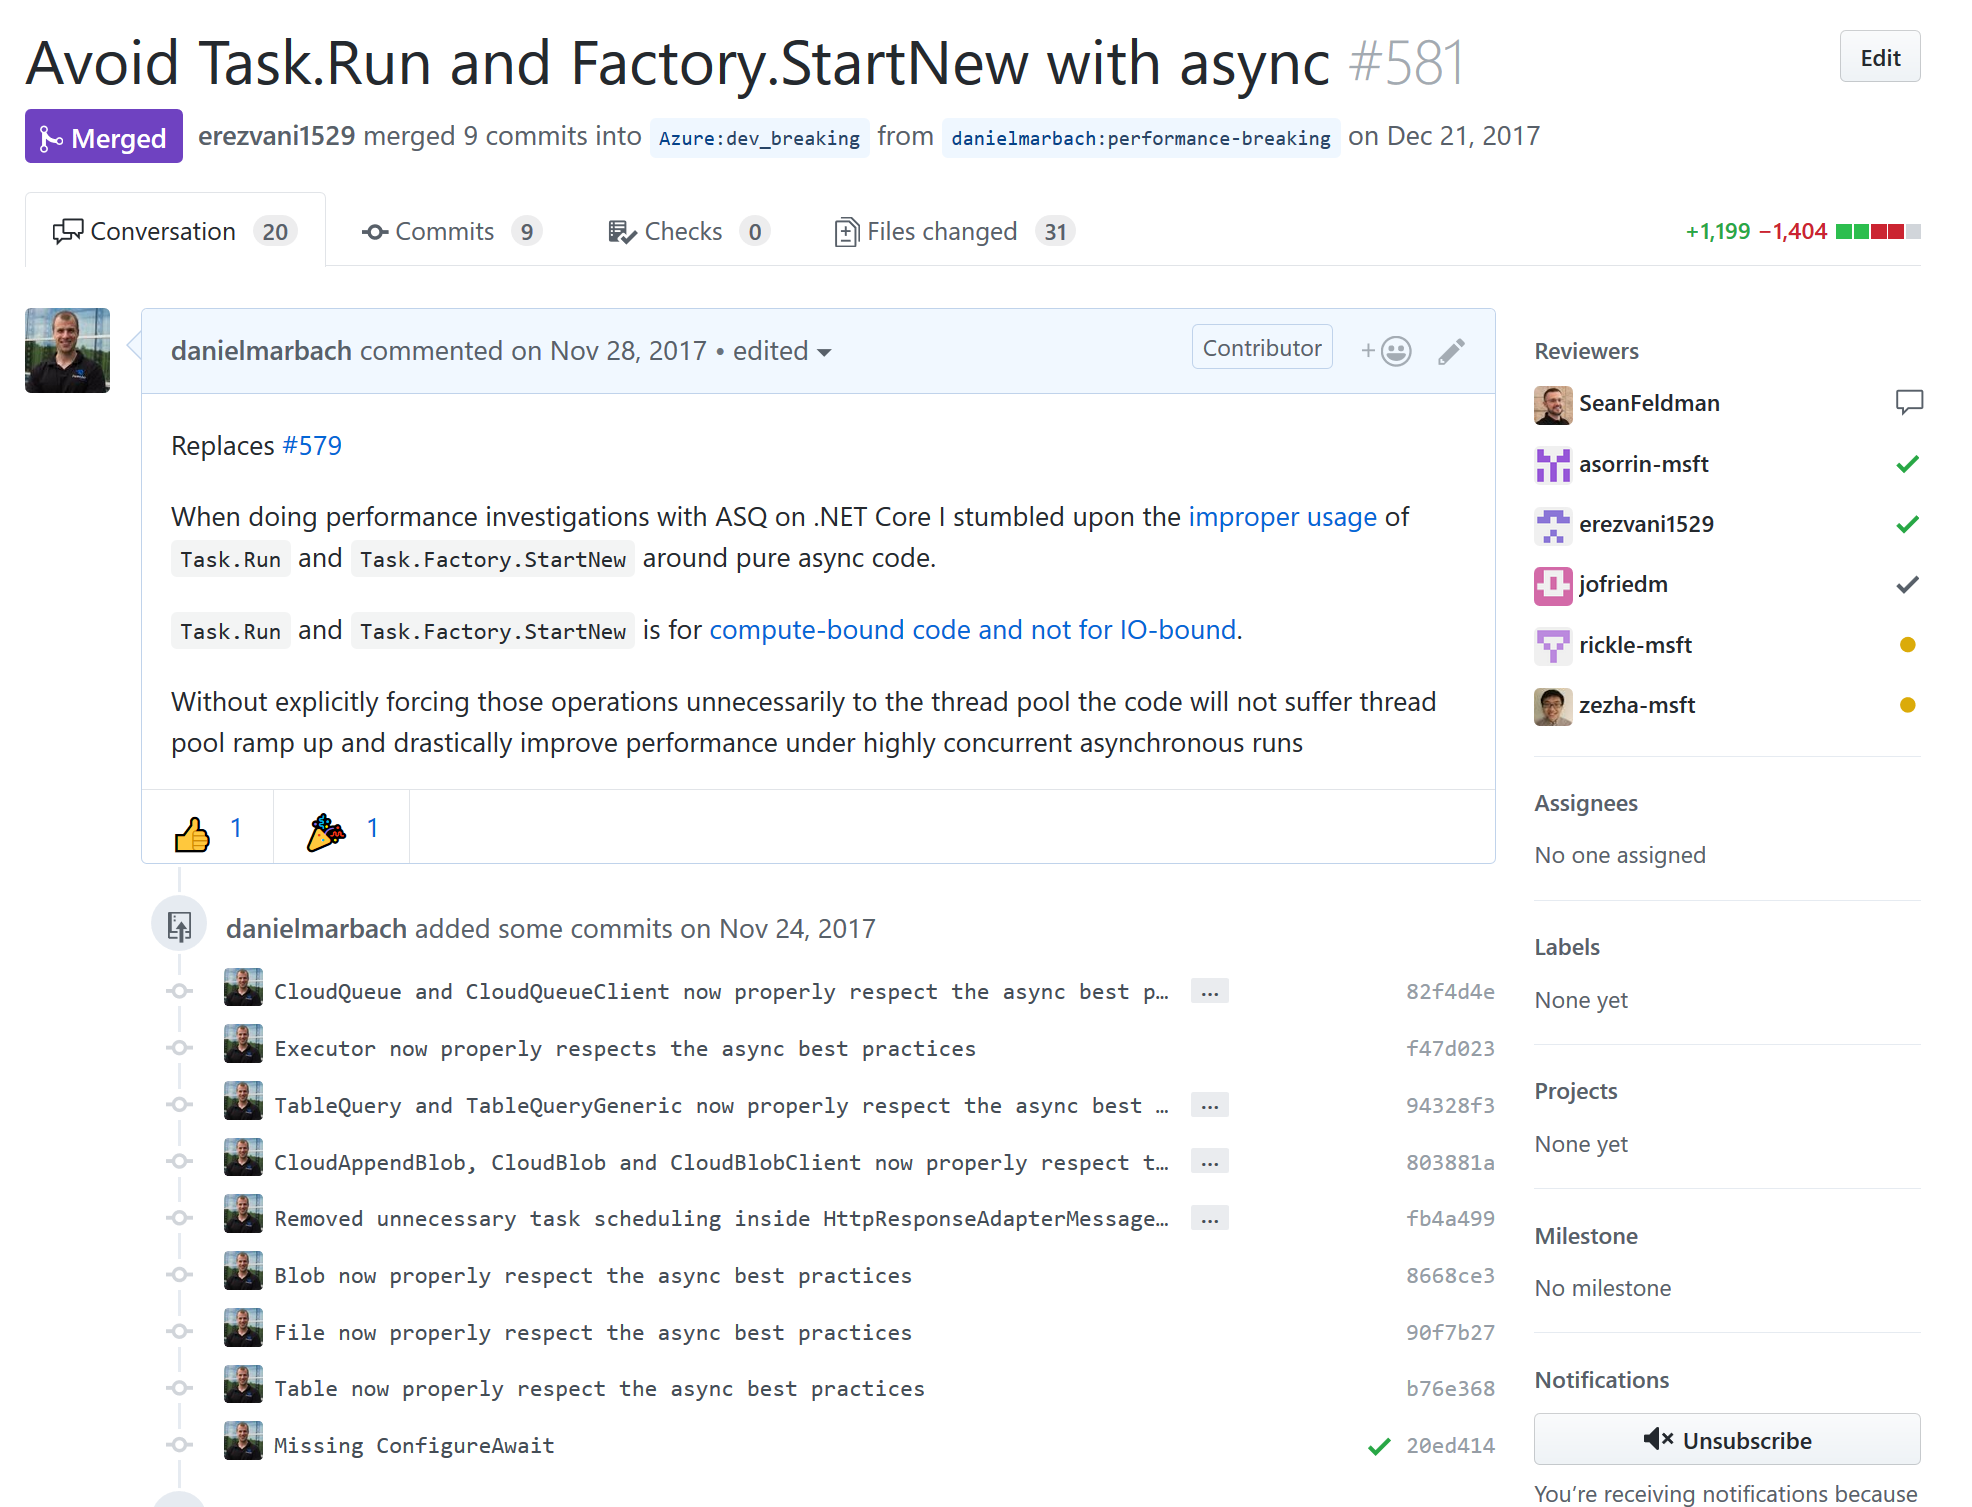 Avoid Task.Run and Factory.StartNew with async #581
Edit
Merged erezvani1529 merged 9 commits into Azure:dev_breaking from danielmarbach:performance-breaking on Dec 21, 2017
Conversation 20 Commits 9 Checks 0 Files changed 31
+1,199 −1,404
danielmarbach commented on Nov 28, 2017 • edited
Contributor
Replaces #579
When doing performance investigations with ASQ on .NET Core I stumbled upon the improper usage of
Task.Run and Task.Factory.StartNew around pure async code.
Task.Run and Task.Factory.StartNew is for compute-bound code and not for IO-bound.
Without explicitly forcing those operations unnecessarily to the thread pool the code will not suffer thread
pool ramp up and drastically improve performance under highly concurrent asynchronous runs
1 1
danielmarbach added some commits on Nov 24, 2017
CloudQueue and CloudQueueClient now properly respect the async best p… … 82f4d4e
Executor now properly respects the async best practices f47d023
TableQuery and TableQueryGeneric now properly respect the async best … … 94328f3
CloudAppendBlob, CloudBlob and CloudBlobClient now properly respect t… … 803881a
Removed unnecessary task scheduling inside HttpResponseAdapterMessage… … fb4a499
Blob now properly respect the async best practices 8668ce3
File now properly respect the async best practices 90f7b27
Table now properly respect the async best practices b76e368
Missing ConfigureAwait 20ed414
Reviewers
SeanFeldman
asorrin-msft
erezvani1529
jofriedm
rickle-msft
zezha-msft
Assignees
No one assigned
Labels
None yet
Projects
None yet
Milestone
No milestone
Notifications
Unsubscribe
You’re receiving notifications because